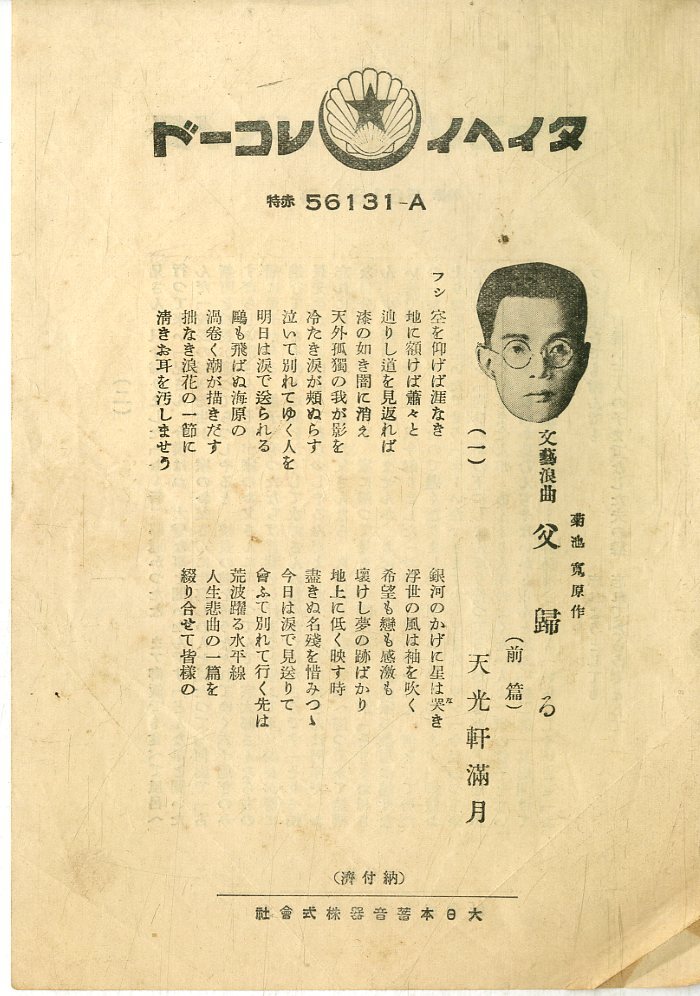 タイヘイレコード
特赤 56131-A
菊池寛原作
文藝浪曲 父歸る
(前篇)
天光軒滿月
(一)
フシ 空を仰げば涯なき 銀河のかげに星は哭き
な
地に額けば蕭々と 浮世の風は袖を吹く
辿りし道を見返れば 希望も戀も感激も
漆の如き闇に消え 壞けし夢の跡ばかり
天外孤獨の我が影を 地上に低く映す時
冷たき涙が頰ぬらす 盡きぬ名殘を惜みつゝ
泣いて別れてゆく人を 今日は涙で見送りて
明日は涙で送られる 會ふて別れて行く先は
鷗も飛ばぬ海原の 荒波躍る水平線
渦卷く潮が描きだす 人生悲曲の一篇を
拙なき浪花の一節に 綴り合せて皆樣の
淸きお耳を汚しませう
(納付濟)
大日本蓄音器株式會社